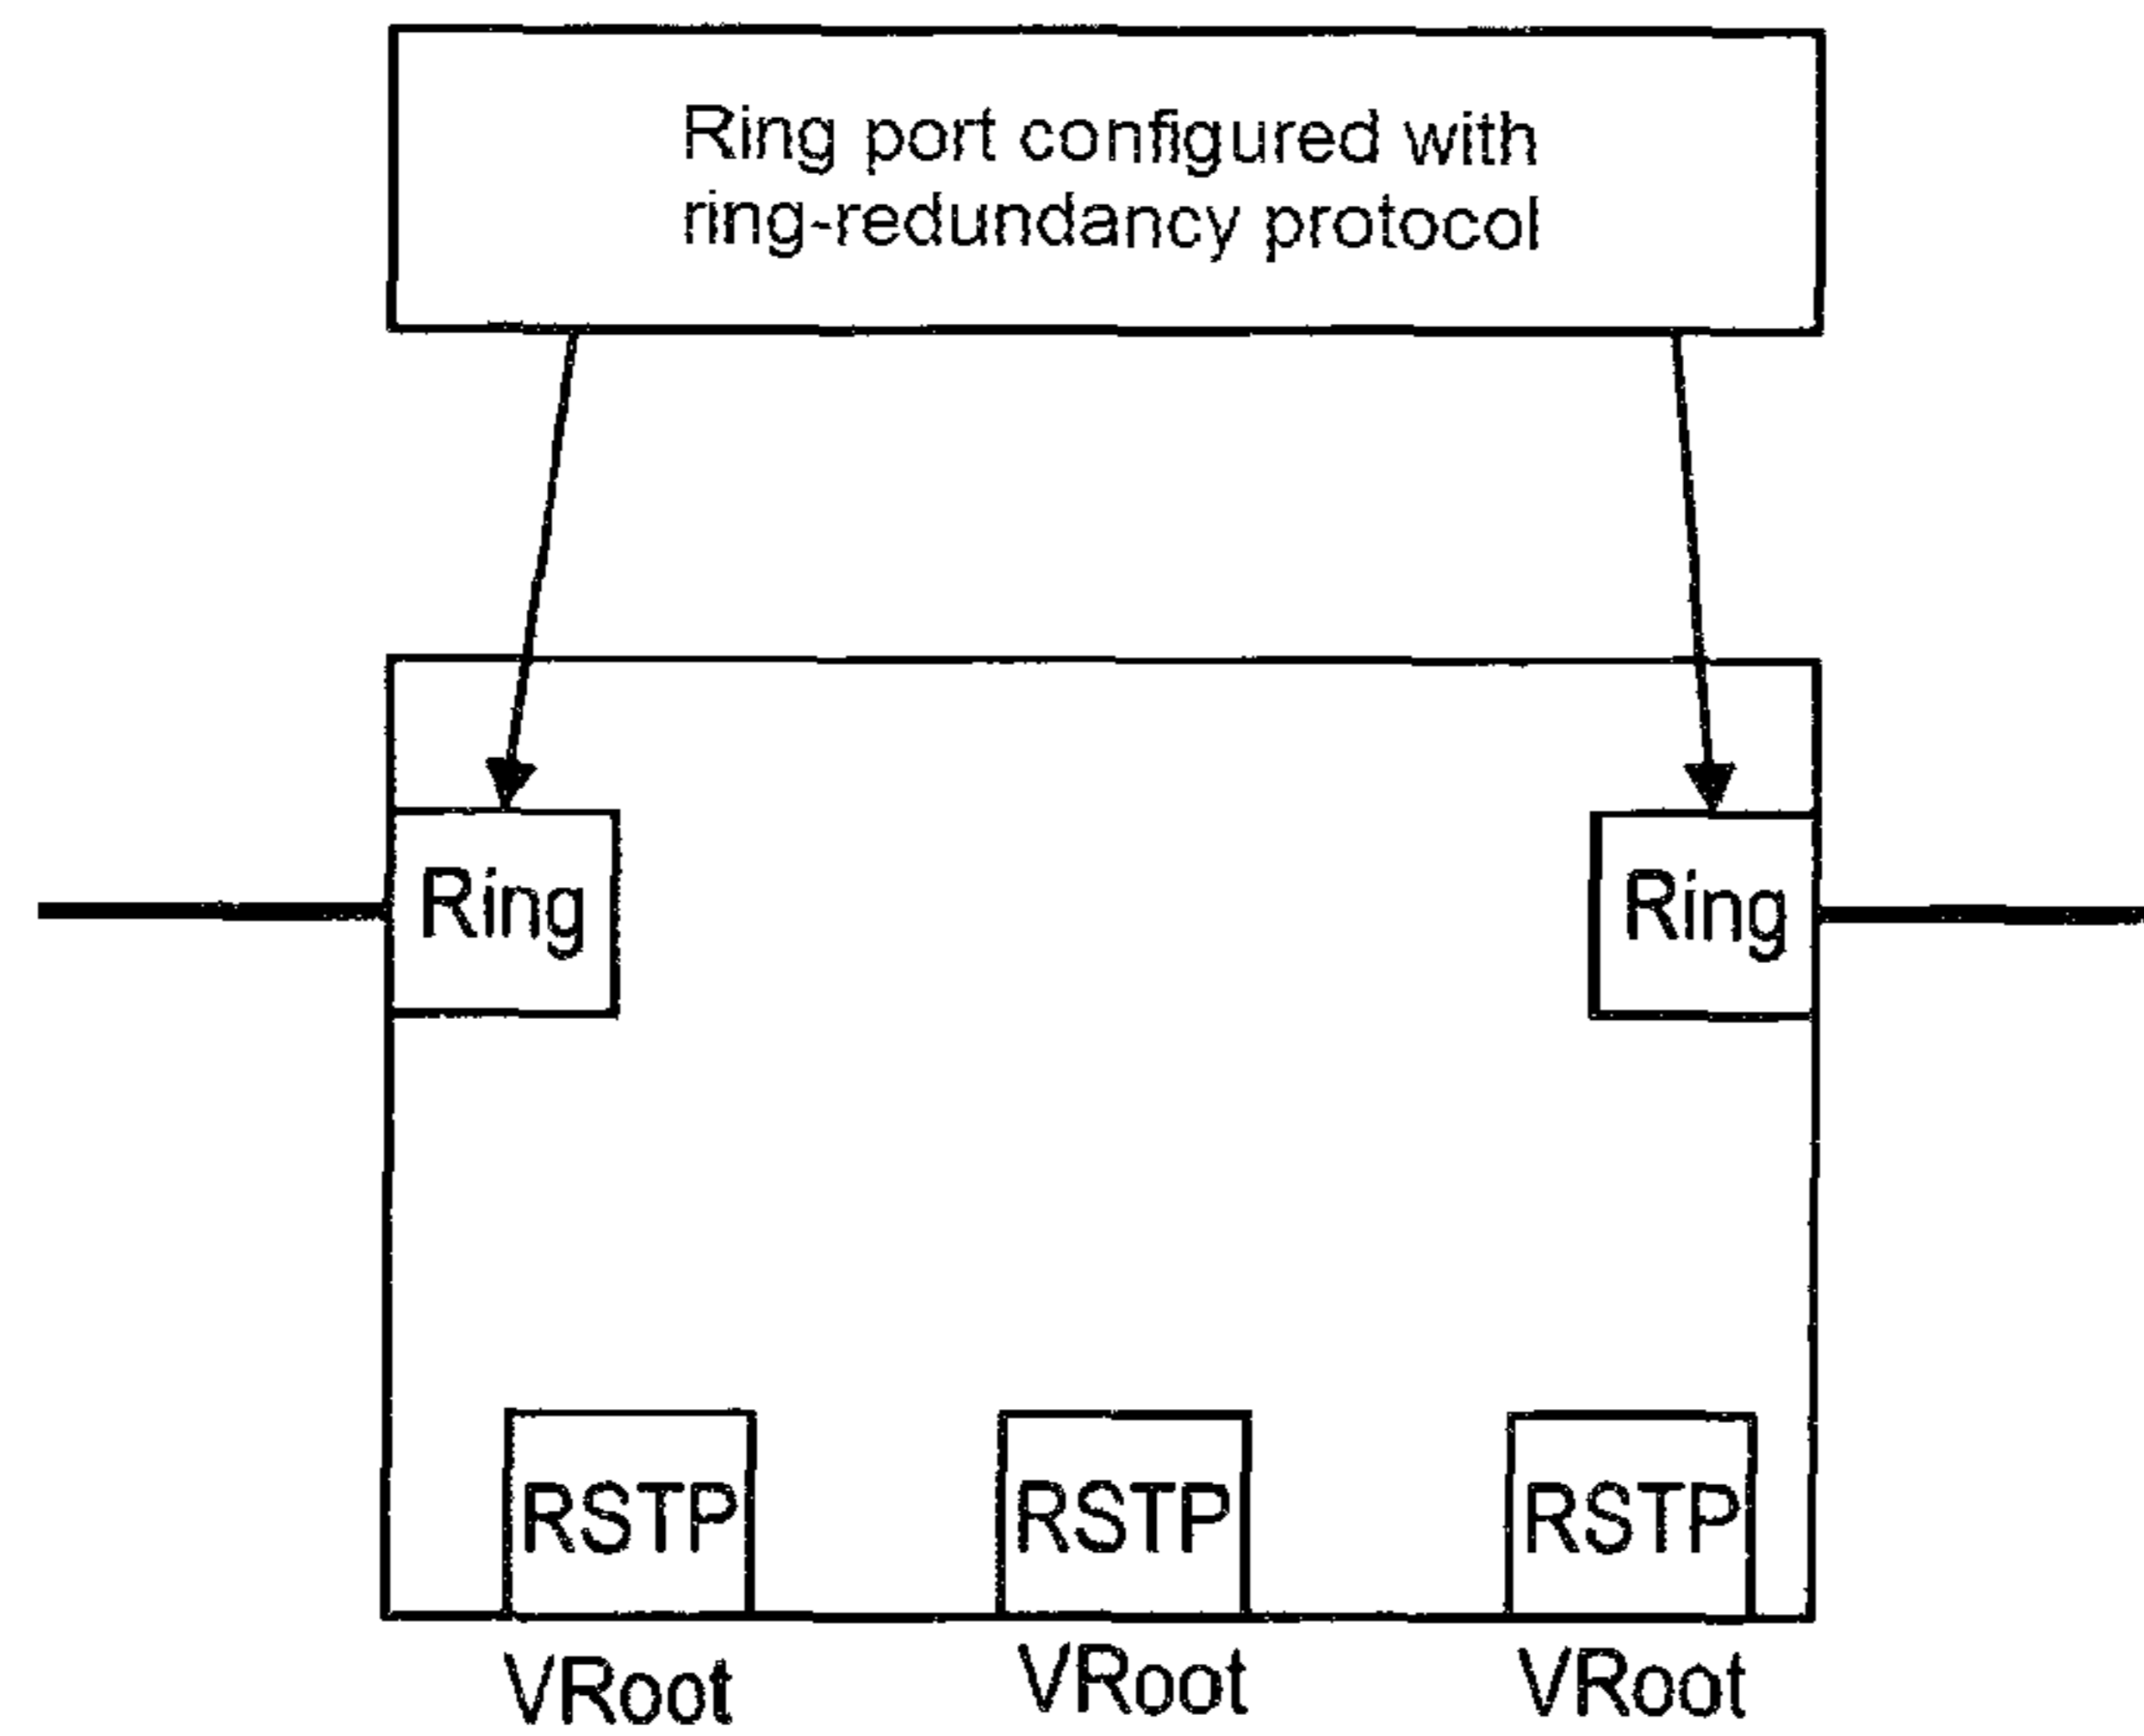 Ring port configured with
ring-redundancy protocol
Ring
Ring
RSTP
RSTP
RSTP
VRoot
VRoot
VRoot